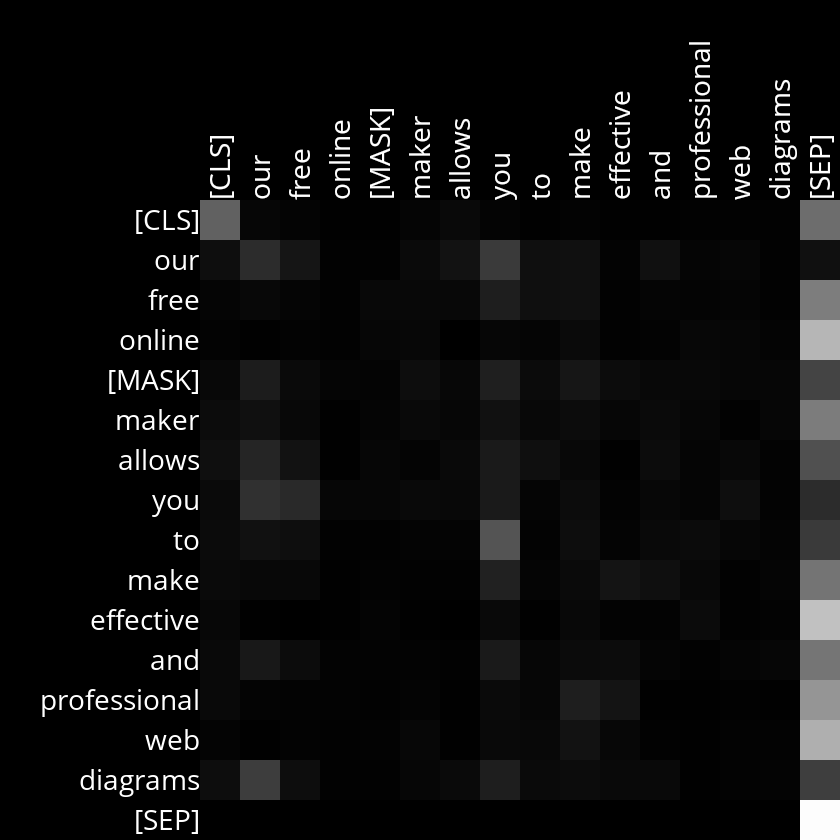 [CLS] our free online [MASK] maker allows you to make effective and professional web diagrams [SEP]
[CLS]
our
free
online
[MASK]
maker
allows
you
to
make
effective
and
professional
web
diagrams
[SEP]